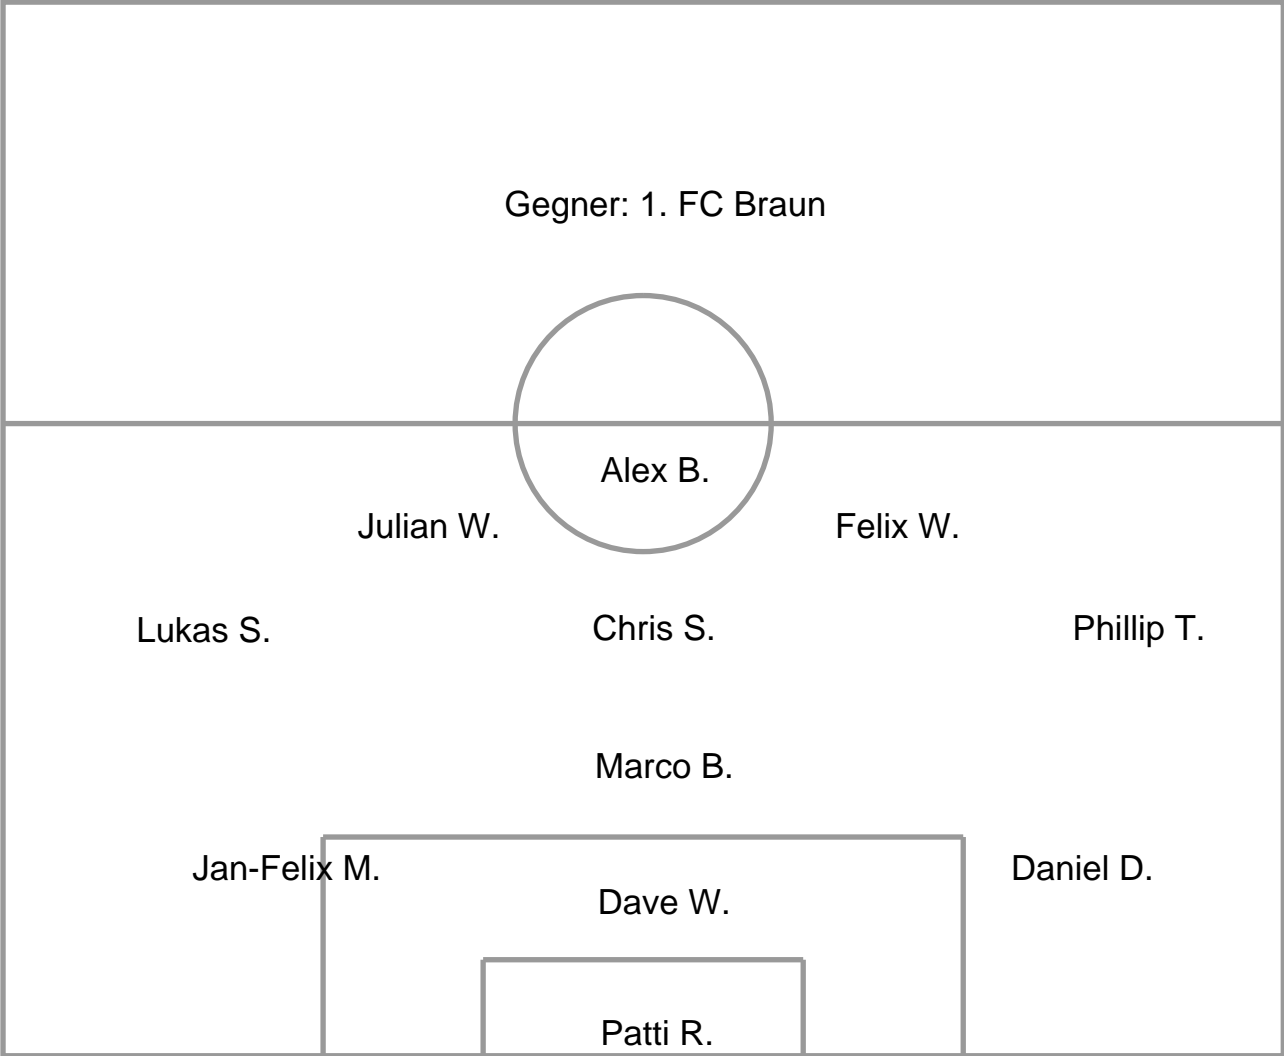 Gegner: 1. FC Braun
Alex B.
Julian W.
Felix W.
Lukas S.
Chris S.
Phillip T.
Marco B.
Jan-Felix M.
Daniel D.
Dave W.
Patti R.